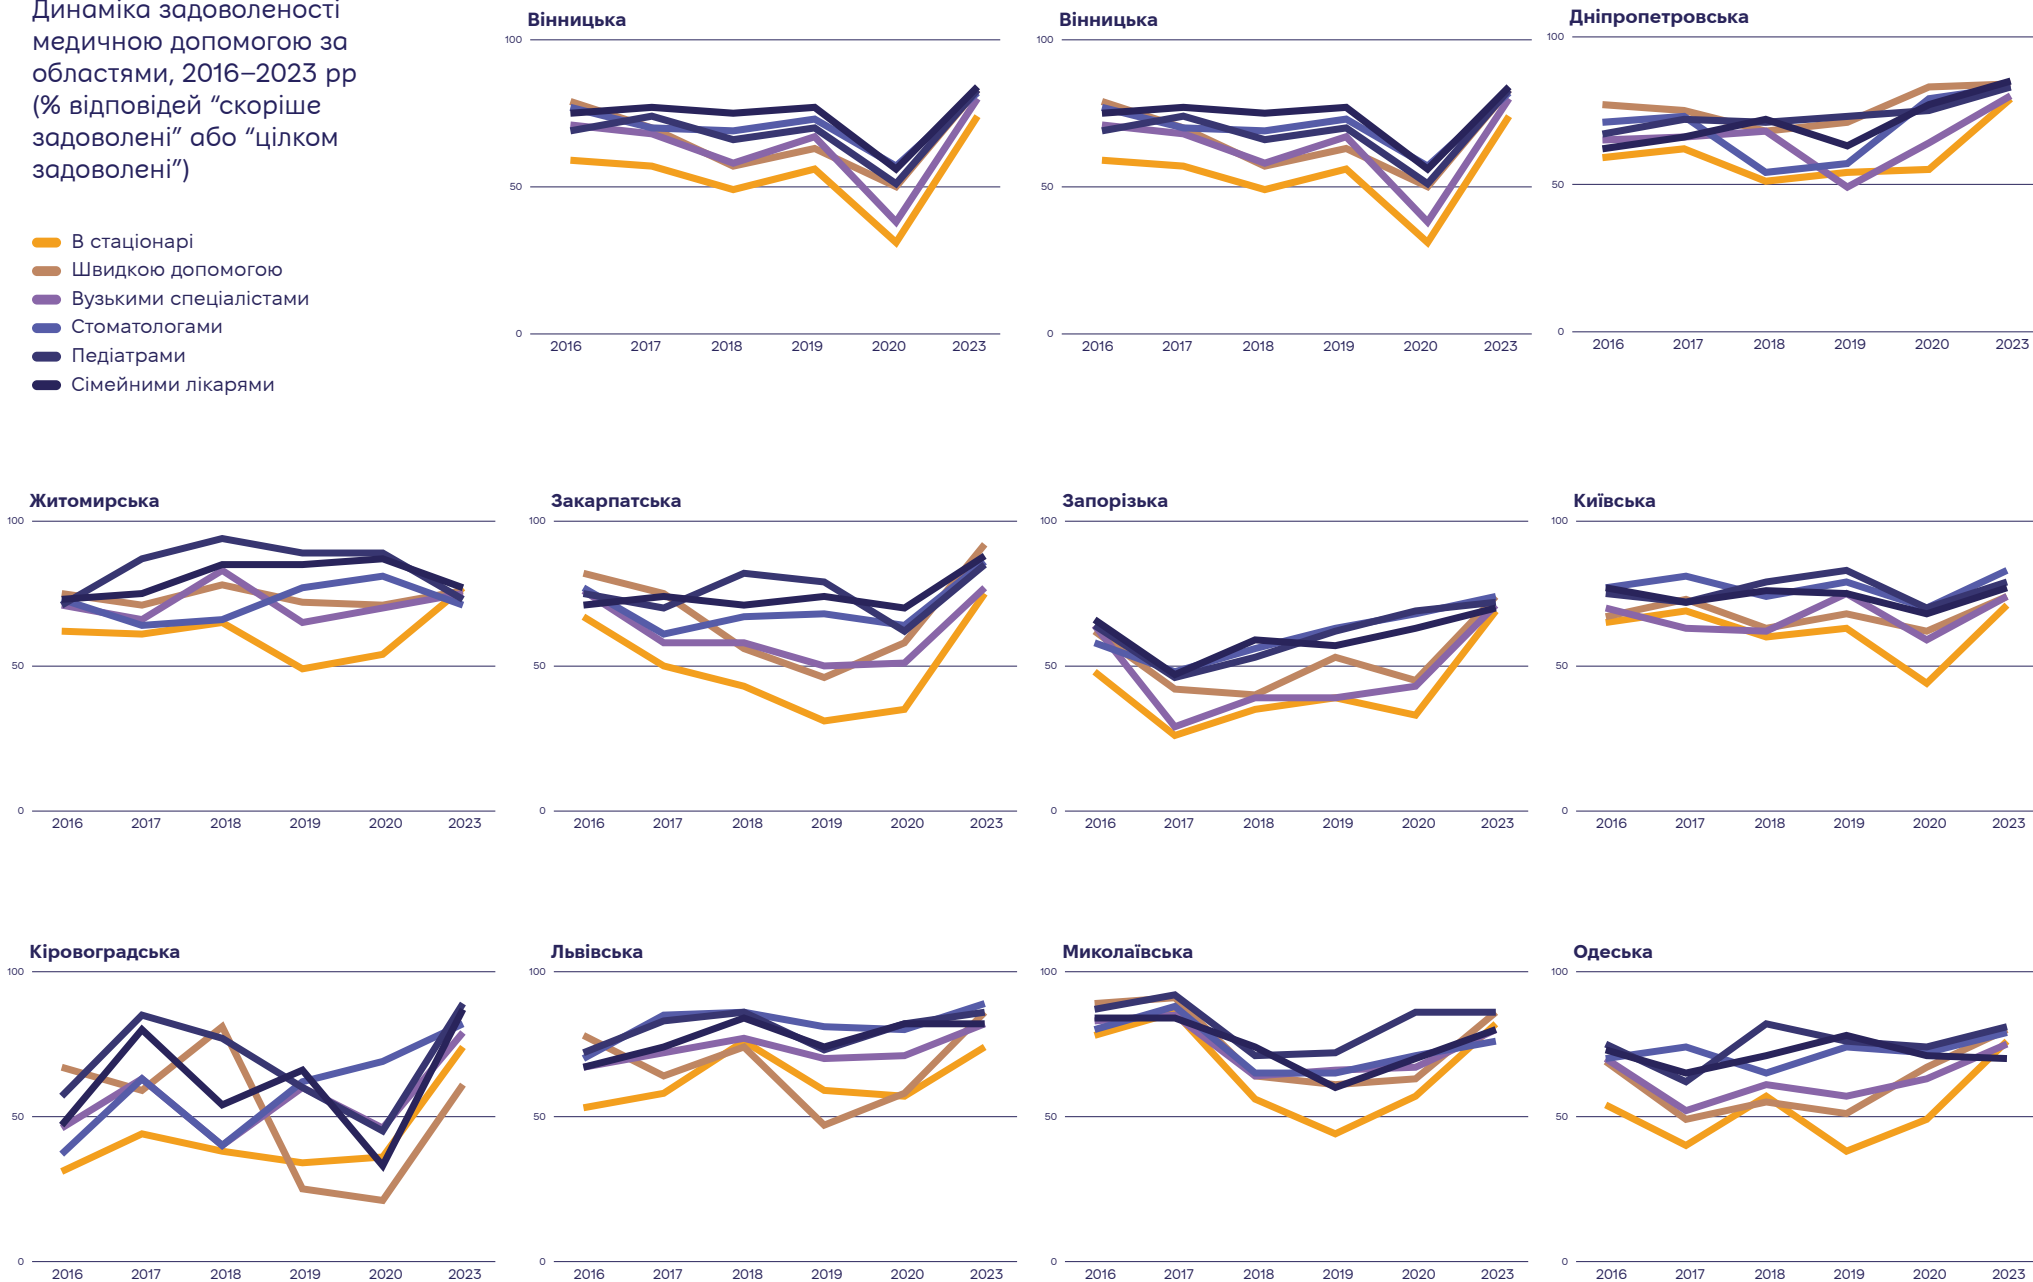 Динаміка задоволеності
медичною допомогою за
областями, 2016–2023 рр
(% відповідей “скоріше
задоволені” або “цілком
задоволені”)
В стаціонарі
Швидкою допомогою
Вузькими спеціалістами
Стоматологами
Педіатрами
Сімейними лікарями
Вінницька
100
50
0
2016 2017 2018 2019 2020 2023
Вінницька
100
50
0
2016 2017 2018 2019 2020 2023
Дніпропетровська
100
50
0
2016 2017 2018 2019 2020 2023
Житомирська
100
50
0
2016 2017 2018 2019 2020 2023
Закарпатська
100
50
0
2016 2017 2018 2019 2020 2023
Запорізька
100
50
0
2016 2017 2018 2019 2020 2023
Київська
100
50
0
2016 2017 2018 2019 2020 2023
Кіровоградська
100
50
0
2016 2017 2018 2019 2020 2023
Львівська
100
50
0
2016 2017 2018 2019 2020 2023
Миколаївська
100
50
0
2016 2017 2018 2019 2020 2023
Одеська
100
50
0
2016 2017 2018 2019 2020 2023